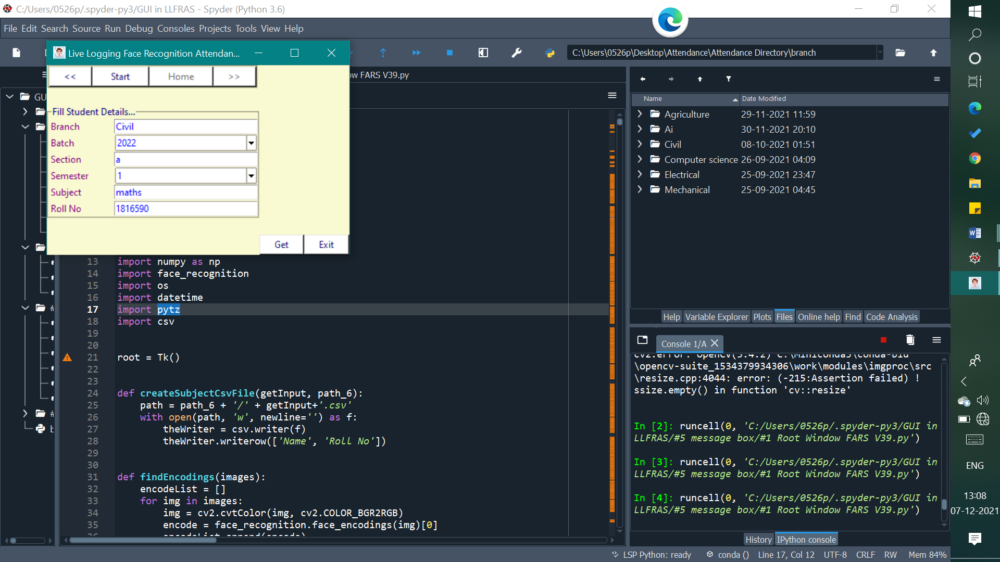 C:/Users/0526p/.spyder-py3/GUI in LLFRAS - Spyder (Python 3.6)
File Edit Search Source Run Debug Consoles Projects Tools View Help
C:\Users\0526p\Desktop\Attendance\Attendance Directory\branch
Live Logging Face Recognition Attendan...
<< Start Home >>
Fill Student Details...
Branch Civil
Batch 2022
Section a
Semester 1
Subject maths
Roll No 1816590
Get Exit
ow FARS V39.py
GU
#
#
b
13 import numpy as np
14 import face_recognition
15 import os
16 import datetime
17 import pytz
18 import csv
19
20
21 root = Tk()
22
23
24 def createSubjectCsvFile(getInput, path_6):
25 path = path_6 + '/' + getInput+'.csv'
26 with open(path, 'w', newline='') as f:
27 theWriter = csv.writer(f)
28 theWriter.writerow(['Name', 'Roll No'])
29
30
31 def findEncodings(images):
32 encodeList = []
33 for img in images:
34 img = cv2.cvtColor(img, cv2.COLOR_BGR2RGB)
35 encode = face_recognition.face_encodings(img)[0]
Name Date Modified
Agriculture 29-11-2021 11:59
Ai 30-11-2021 20:10
Civil 08-10-2021 01:51
Computer science 26-09-2021 04:09
Electrical 25-09-2021 23:47
Mechanical 25-09-2021 04:45
Help Variable Explorer Plots Files Online help Find Code Analysis
Console 1/A
\opencv-suite_1534379934306\work\modules\imgproc\src
\resize.cpp:4044: error: (-215:Assertion failed) !
ssize.empty() in function 'cv::resize'
In [2]: runcell(0, 'C:/Users/0526p/.spyder-py3/GUI in
LLFRAS/#5 message box/#1 Root Window FARS V39.py')
In [3]: runcell(0, 'C:/Users/0526p/.spyder-py3/GUI in
LLFRAS/#5 message box/#1 Root Window FARS V39.py')
In [4]: runcell(0, 'C:/Users/0526p/.spyder-py3/GUI in
LLFRAS/#5 message box/#1 Root Window FARS V39.py')
History IPython console
LSP Python: ready conda () Line 17, Col 12 UTF-8 CRLF RW Mem 84%
ENG
13:08
07-12-2021